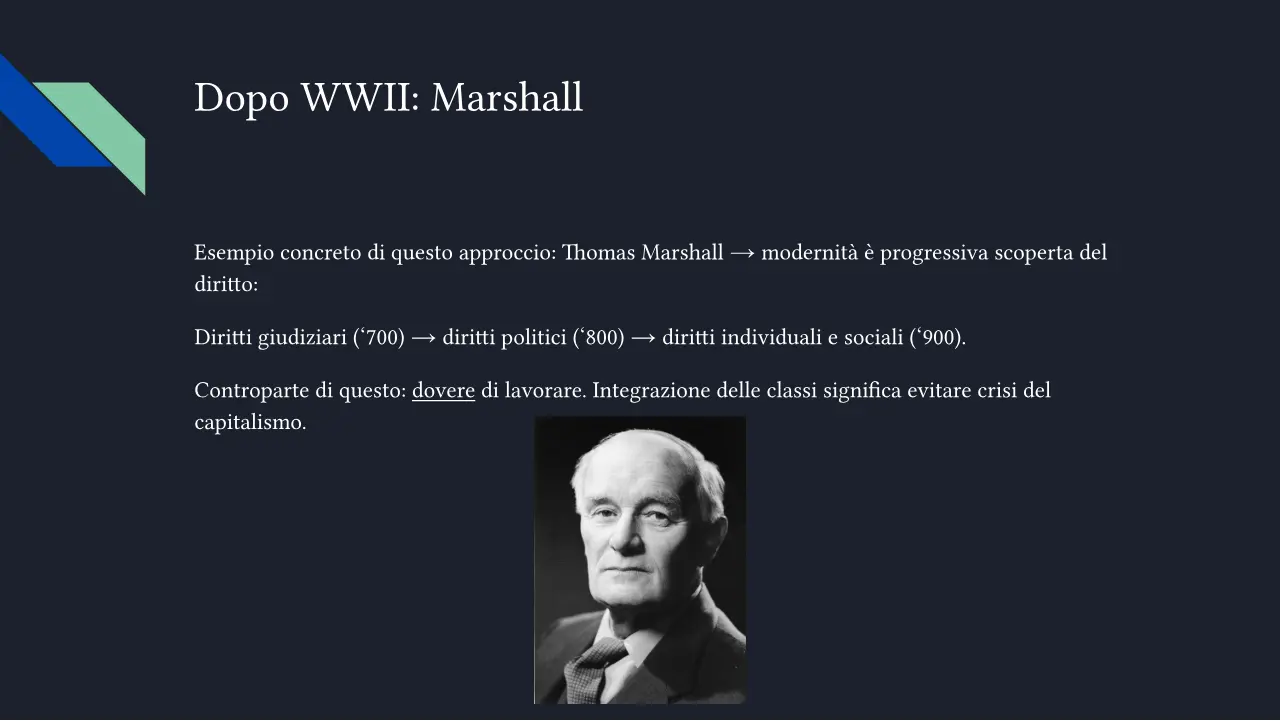 Dopo WWII: Marshall
Esempio concreto di questo approccio: Thomas Marshall → modernità è progressiva scoperta del
diritto:
Diritti giudiziari (‘700) → diritti politici (‘800) → diritti individuali e sociali (‘900).
Controparte di questo: dovere di lavorare. Integrazione delle classi significa evitare crisi del
capitalismo.